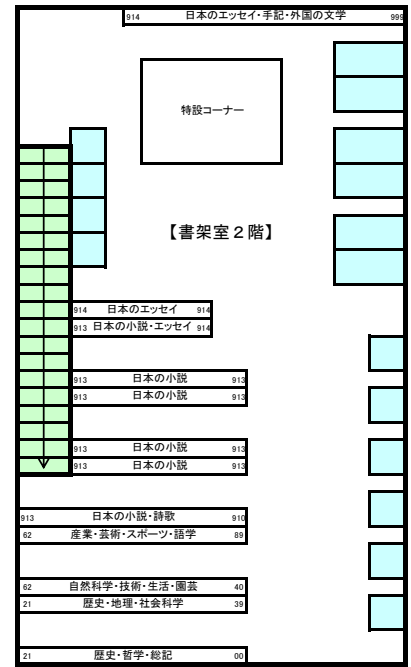 914 日本のエッセイ・手記・外国の文学 999
特設コーナー
【書架室2階】
914 日本のエッセイ 914
913 日本の小説・エッセイ 914
913 日本の小説 913
913 日本の小説 913
913 日本の小説 913
913 日本の小説 913
913 日本の小説・詩歌 910
62 産業・芸術・スポーツ・語学 89
62 自然科学・技術・生活・園芸 40
21 歴史・地理・社会科学 39
21 歴史・哲学・総記 00